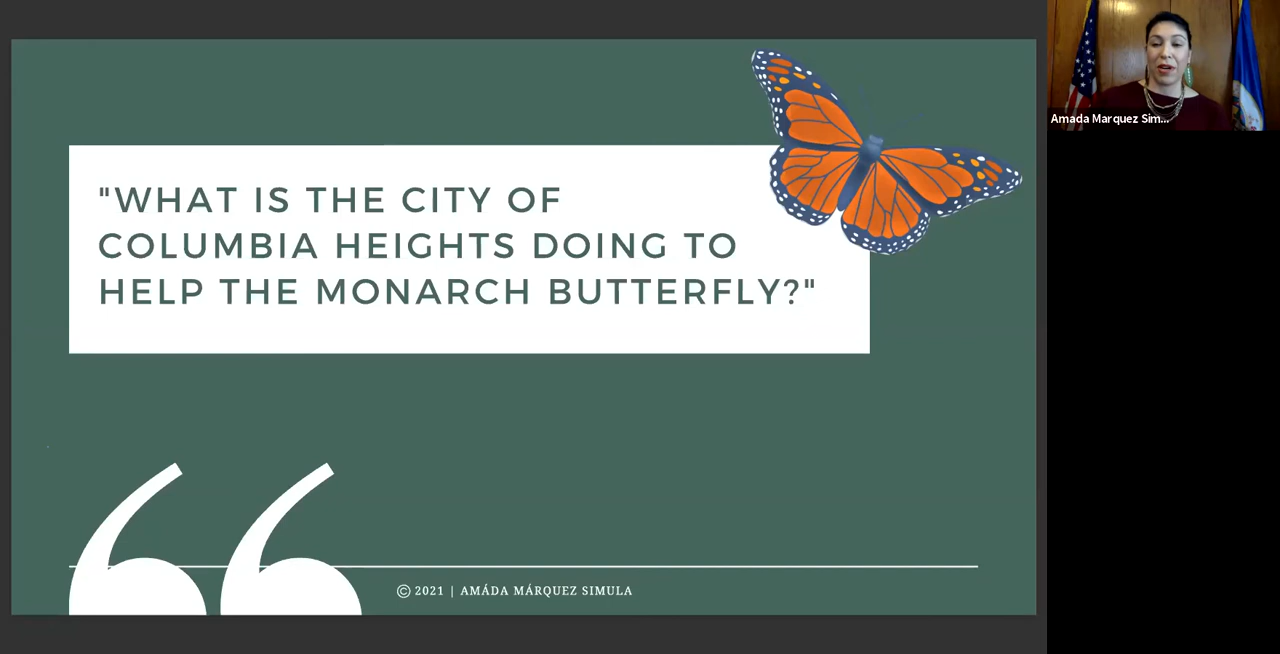 "WHAT IS THE CITY OF
COLUMBIA HEIGHTS DOING TO
HELP THE MONARCH BUTTERFLY?"
© 2021 | AMÁDA MÁRQUEZ SIMULA
Amada Marquez Sim...